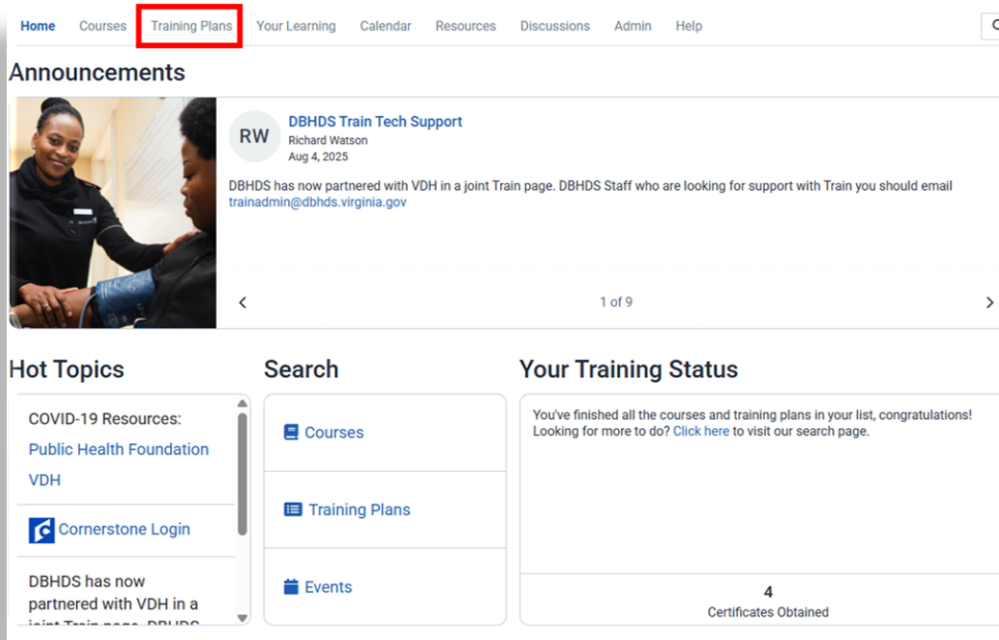 Home Courses Training Plans Your Learning Calendar Resources Discussions Admin Help
Announcements
RW
DBHDS Train Tech Support
Richard Watson
Aug 4, 2025
DBHDS has now partnered with VDH in a joint Train page. DBHDS Staff who are looking for support with Train you should email
trainadmin@dbhds.virginia.gov
1 of 9
Hot Topics
COVID-19 Resources:
Public Health Foundation
VDH
Cornerstone Login
DBHDS has now
partnered with VDH in a
joint Train page. DBHDS
Search
Courses
Training Plans
Events
Your Training Status
You've finished all the courses and training plans in your list, congratulations!
Looking for more to do? Click here to visit our search page.
4
Certificates Obtained